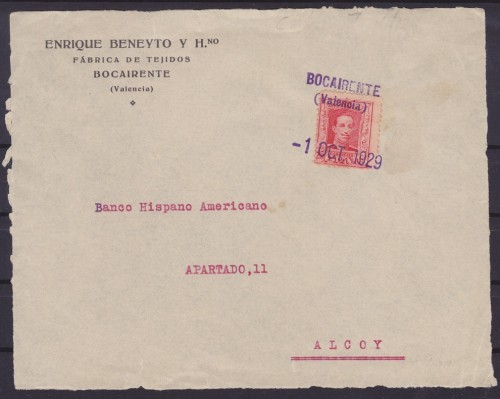 ENRIQUE BENEYTO Y H.NO
FÁBRICA DE TEJIDOS
BOCAIRENTE
(Valencia)
BOCAIRENTE
(Valencia)
-1 OCT. 1929
Banco Hispano Americano
APARTADO,11
ALCOY